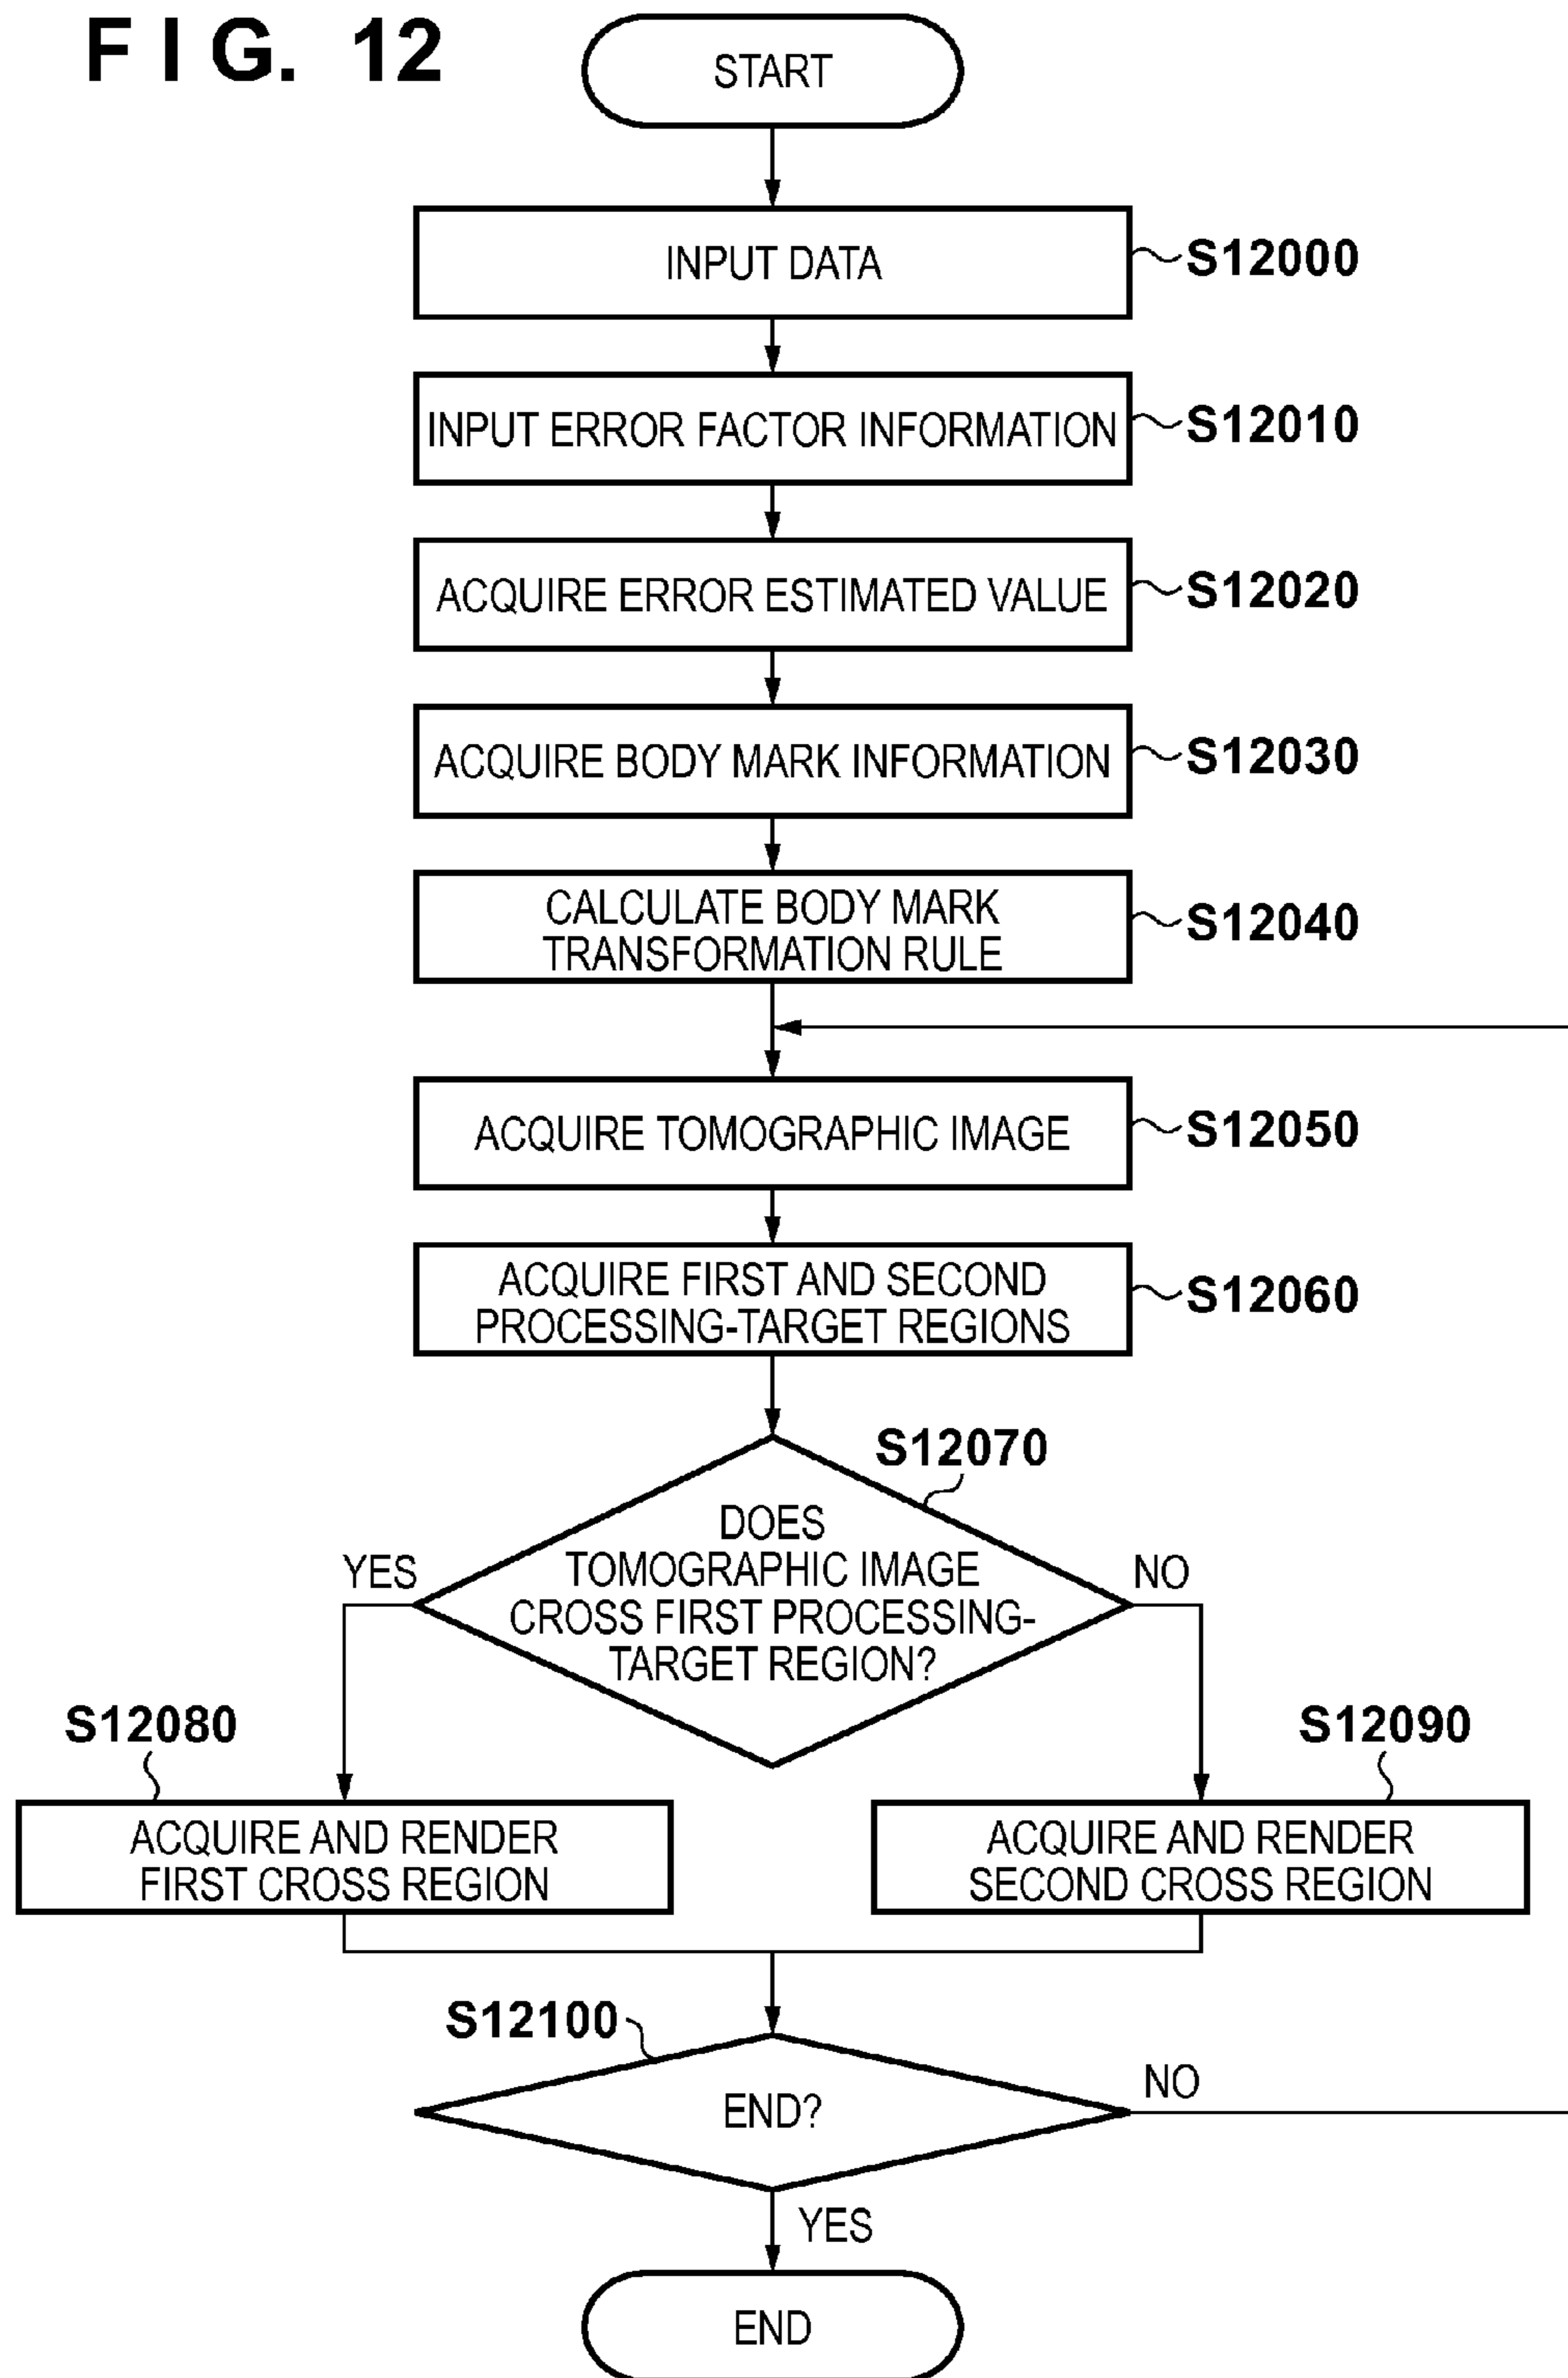 FIG. 12
START
INPUT DATA
S12000
INPUT ERROR FACTOR INFORMATION
S12010
ACQUIRE ERROR ESTIMATED VALUE
S12020
ACQUIRE BODY MARK INFORMATION
S12030
CALCULATE BODY MARK
TRANSFORMATION RULE
S12040
ACQUIRE TOMOGRAPHIC IMAGE
S12050
ACQUIRE FIRST AND SECOND
PROCESSING-TARGET REGIONS
S12060
S12070
DOES
TOMOGRAPHIC IMAGE
CROSS FIRST PROCESSING-
TARGET REGION?
YES
NO
S12080
ACQUIRE AND RENDER
FIRST CROSS REGION
S12090
ACQUIRE AND RENDER
SECOND CROSS REGION
S12100
END?
NO
YES
END